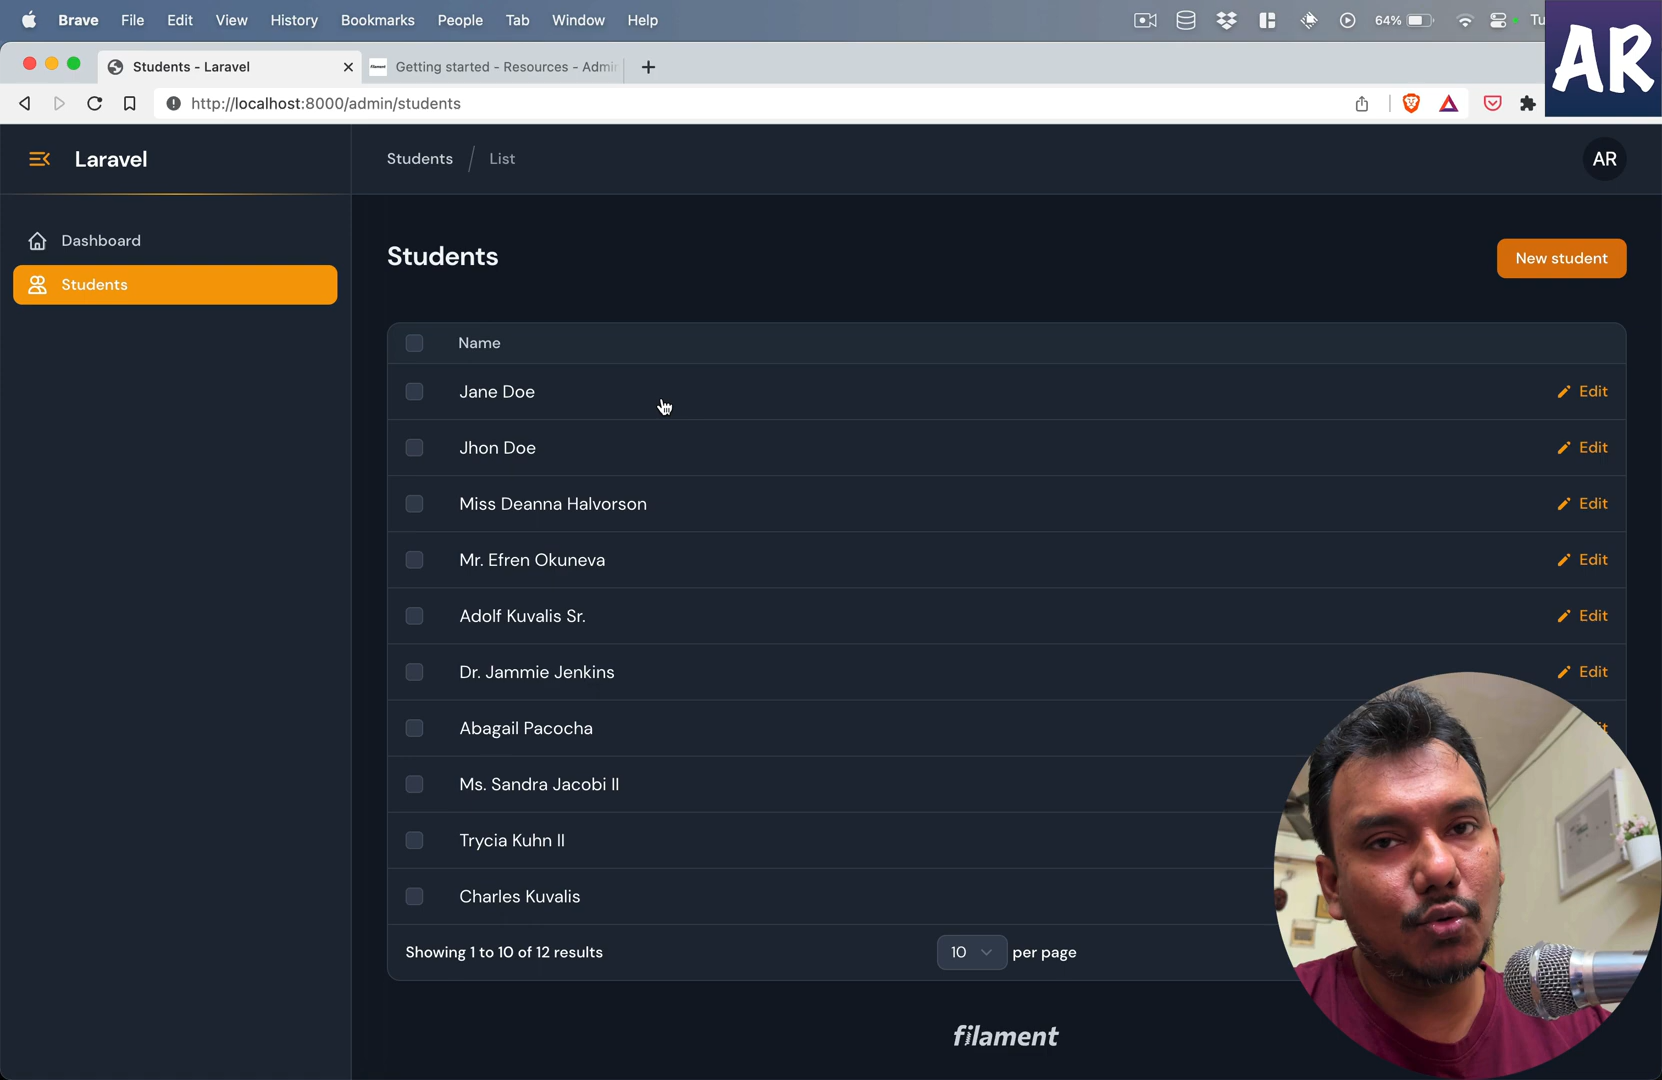 Brave File Edit View History Bookmarks People Tab Window Help 64% Tu
AR
Students - Laravel
Getting started - Resources - Admi
http://localhost:8000/admin/students
Laravel
Students / List
AR
Dashboard
Students
Students
New student
Name
Jane Doe Edit
Jhon Doe Edit
Miss Deanna Halvorson Edit
Mr. Efren Okuneva Edit
Adolf Kuvalis Sr. Edit
Dr. Jammie Jenkins Edit
Abagail Pacocha
Ms. Sandra Jacobi II
Trycia Kuhn II
Charles Kuvalis
Showing 1 to 10 of 12 results 10 per page
filament